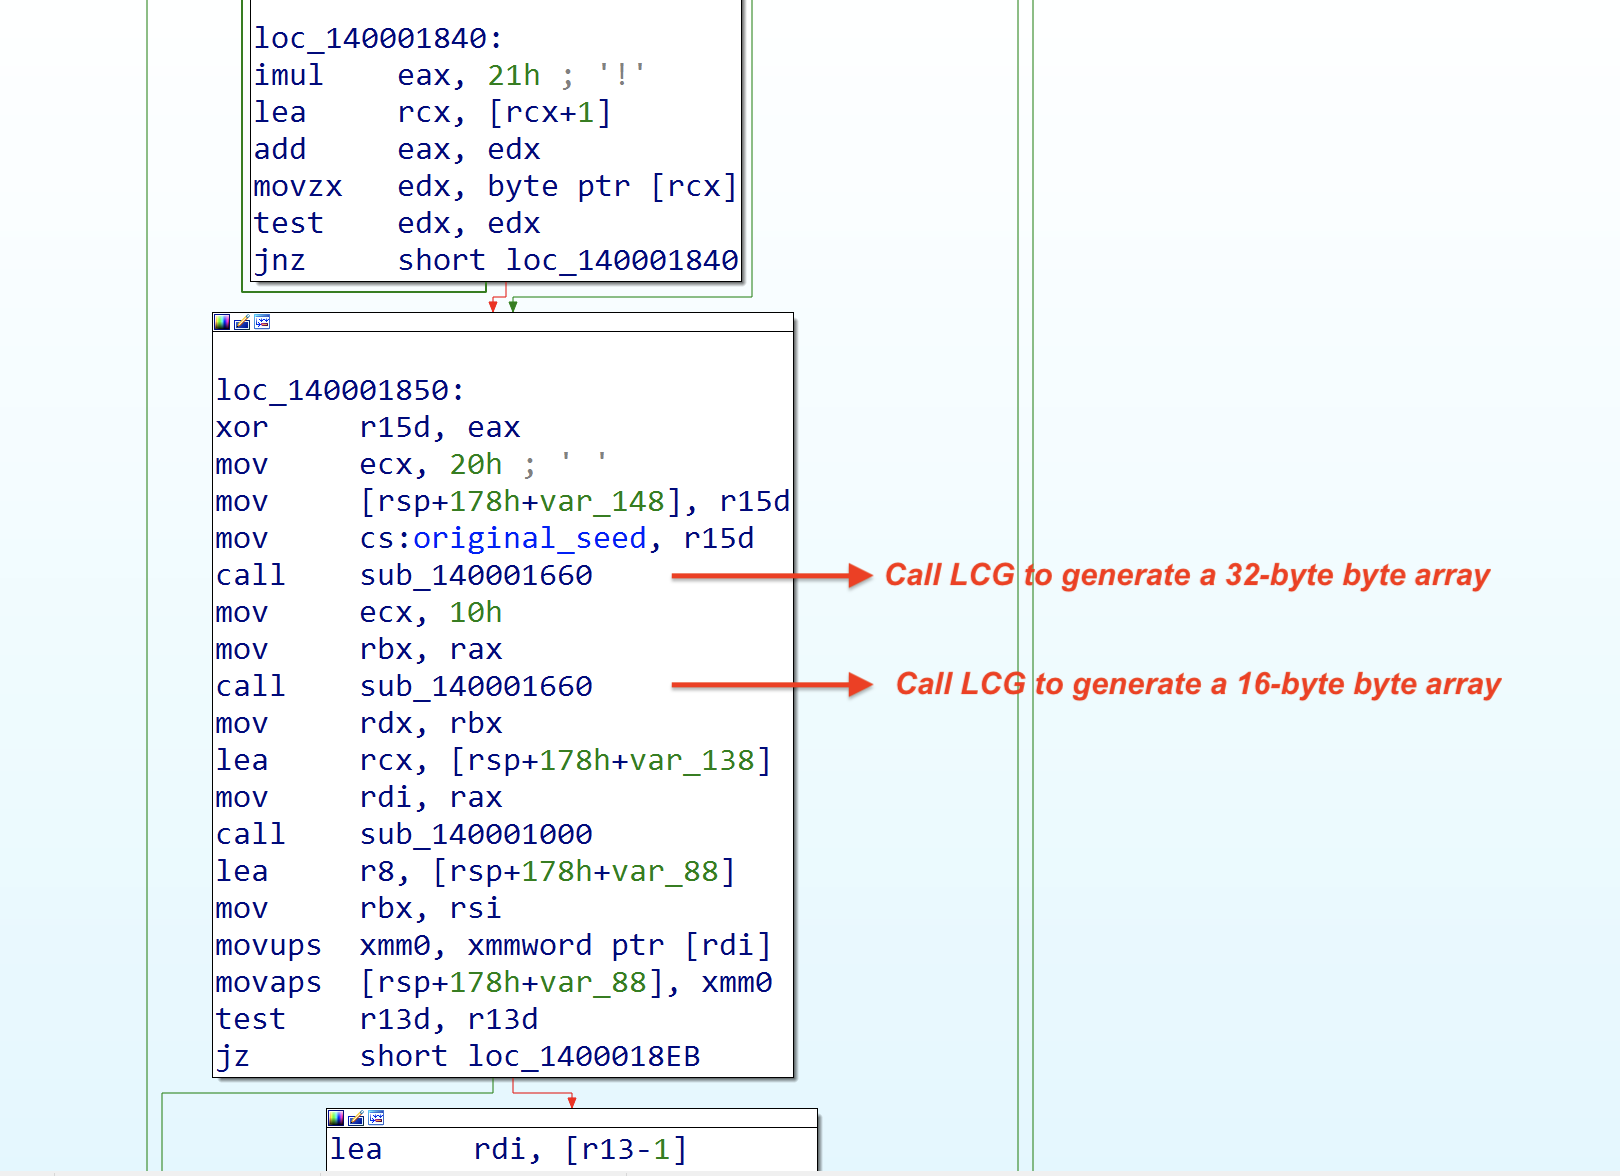 loc_140001840:
imul eax, 21h ; '!'
lea rcx, [rcx+1]
add eax, edx
movzx edx, byte ptr [rcx]
test edx, edx
jnz short loc_140001840
loc_140001850:
xor r15d, eax
mov ecx, 20h ; ' '
mov [rsp+178h+var_148], r15d
mov cs:original_seed, r15d
call sub_140001660 Call LCG to generate a 32-byte byte array
mov ecx, 10h
mov rbx, rax
call sub_140001660 Call LCG to generate a 16-byte byte array
mov rdx, rbx
lea rcx, [rsp+178h+var_138]
mov rdi, rax
call sub_140001000
lea r8, [rsp+178h+var_88]
mov rbx, rsi
movups xmm0, xmmword ptr [rdi]
movaps [rsp+178h+var_88], xmm0
test r13d, r13d
jz short loc_1400018EB
lea rdi, [r13-1]